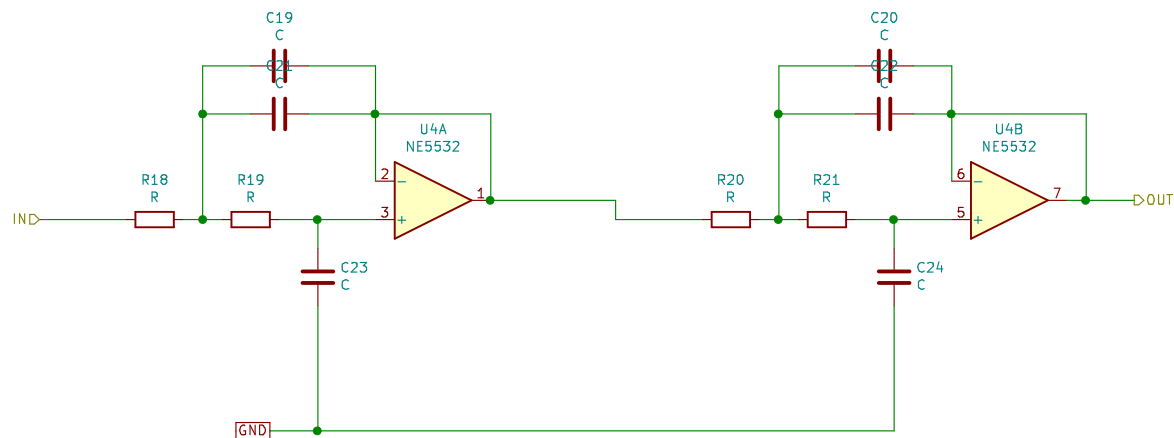 C19
C
C21
C
U4A
NE5532
2
3
1
R18
R
R19
R
IN
C23
C
GND
C20
C
C22
C
U4B
NE5532
6
5
7
R20
R
R21
R
OUT
C24
C